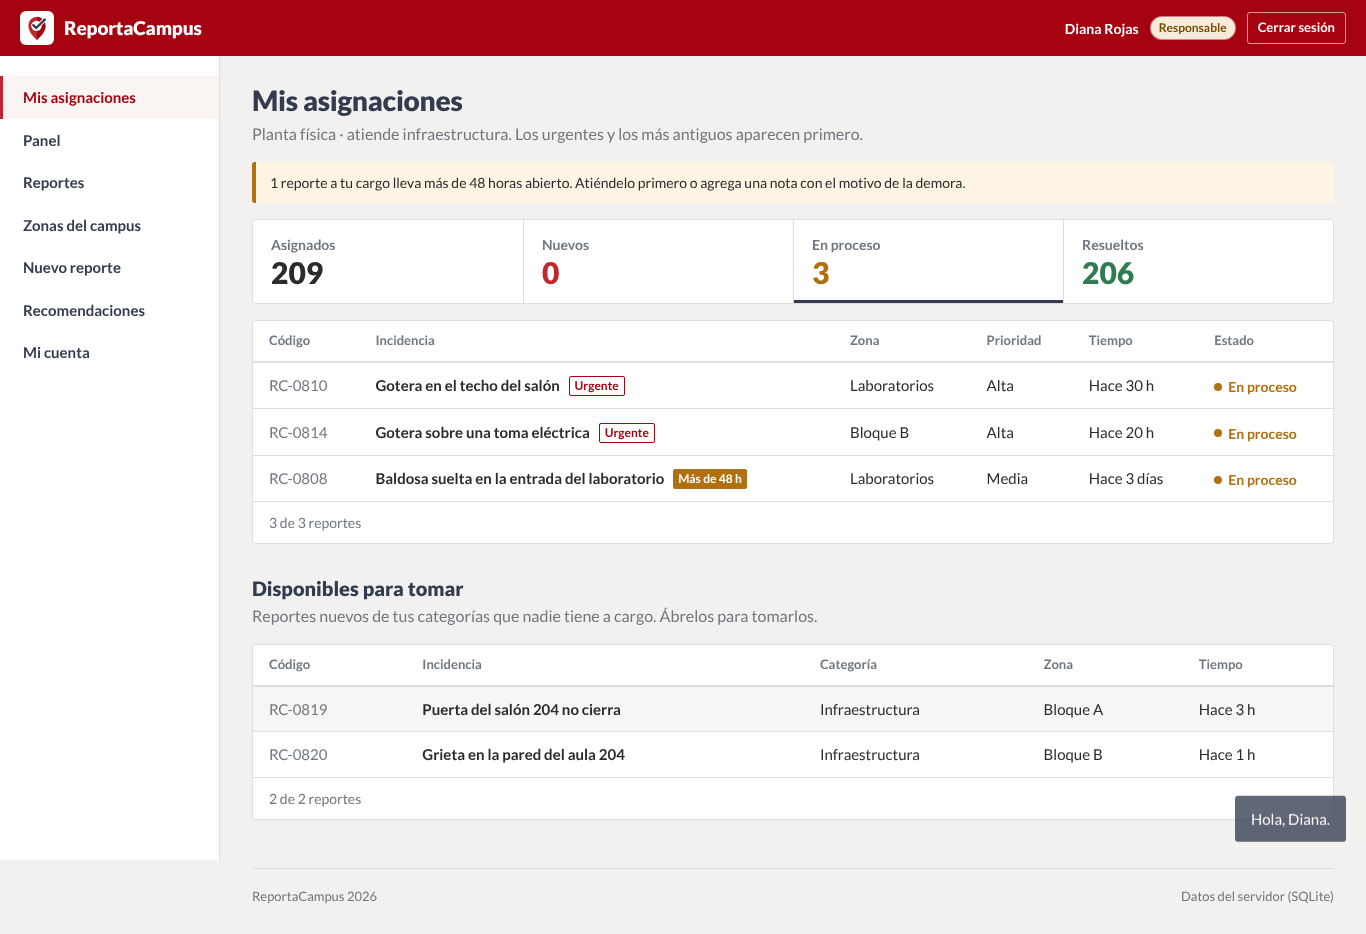 ReportaCampus
Diana Rojas Responsable Cerrar sesión
Mis asignaciones
Panel
Reportes
Zonas del campus
Nuevo reporte
Recomendaciones
Mi cuenta
Mis asignaciones
Planta física · atiende infraestructura. Los urgentes y los más antiguos aparecen primero.
1 reporte a tu cargo lleva más de 48 horas abierto. Atiéndelo primero o agrega una nota con el motivo de la demora.
Asignados
209
Nuevos
0
En proceso
3
Resueltos
206
Código Incidencia Zona Prioridad Tiempo Estado
RC-0810 Gotera en el techo del salón Urgente Laboratorios Alta Hace 30 h En proceso
RC-0814 Gotera sobre una toma eléctrica Urgente Bloque B Alta Hace 20 h En proceso
RC-0808 Baldosa suelta en la entrada del laboratorio Más de 48 h Laboratorios Media Hace 3 días En proceso
3 de 3 reportes
Disponibles para tomar
Reportes nuevos de tus categorías que nadie tiene a cargo. Ábrelos para tomarlos.
Código Incidencia Categoría Zona Tiempo
RC-0819 Puerta del salón 204 no cierra Infraestructura Bloque A Hace 3 h
RC-0820 Grieta en la pared del aula 204 Infraestructura Bloque B Hace 1 h
2 de 2 reportes
Hola, Diana.
ReportaCampus 2026
Datos del servidor (SQLite)